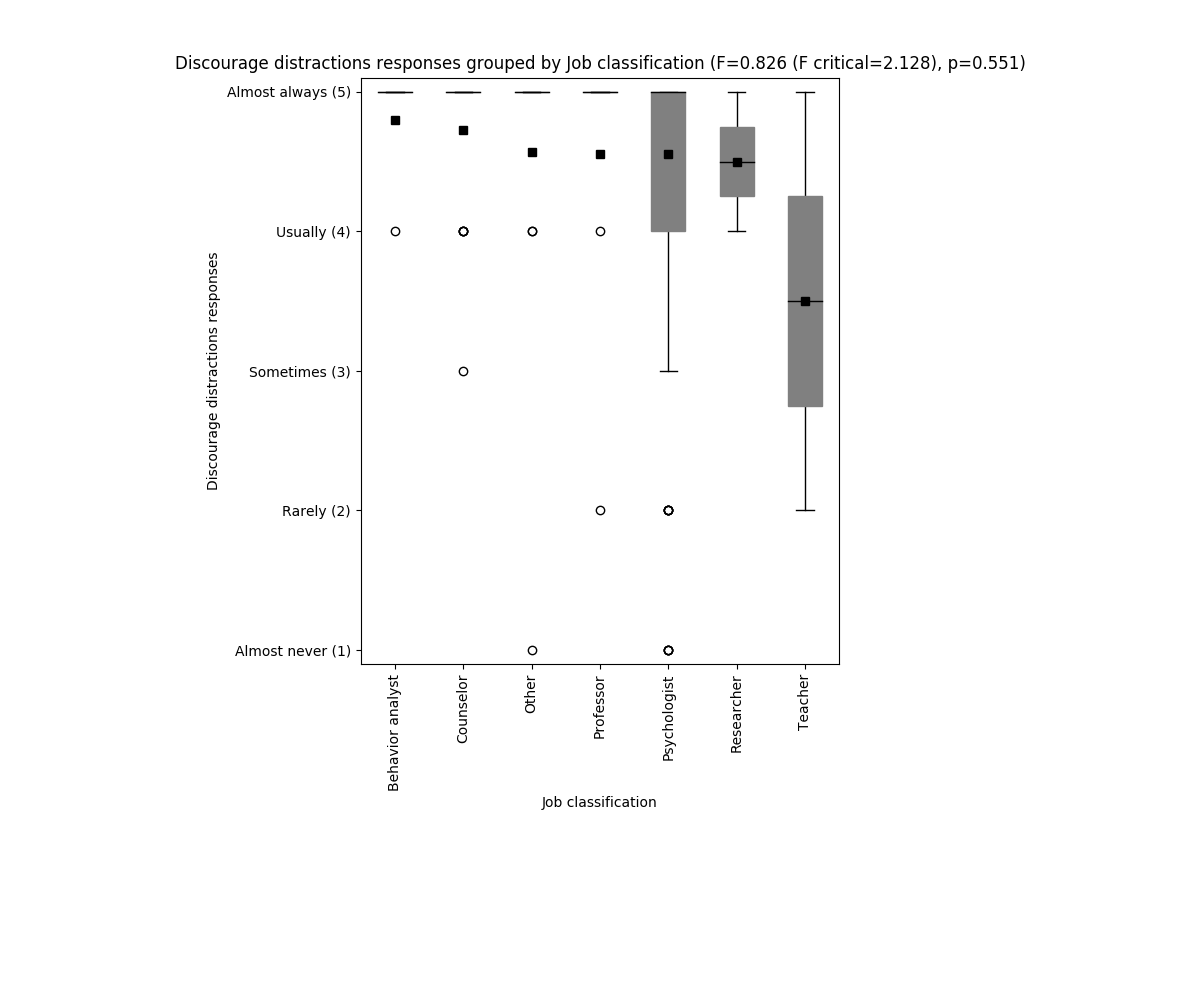 Discourage distractions responses grouped by Job classification (F=0.826 (F critical=2.128), p=0.551)
Almost always (5)
Usually (4)
Sometimes (3)
Rarely (2)
Almost never (1)
Discourage distractions responses
Behavior analyst
Counselor
Other
Professor
Psychologist
Researcher
Teacher
Job classification